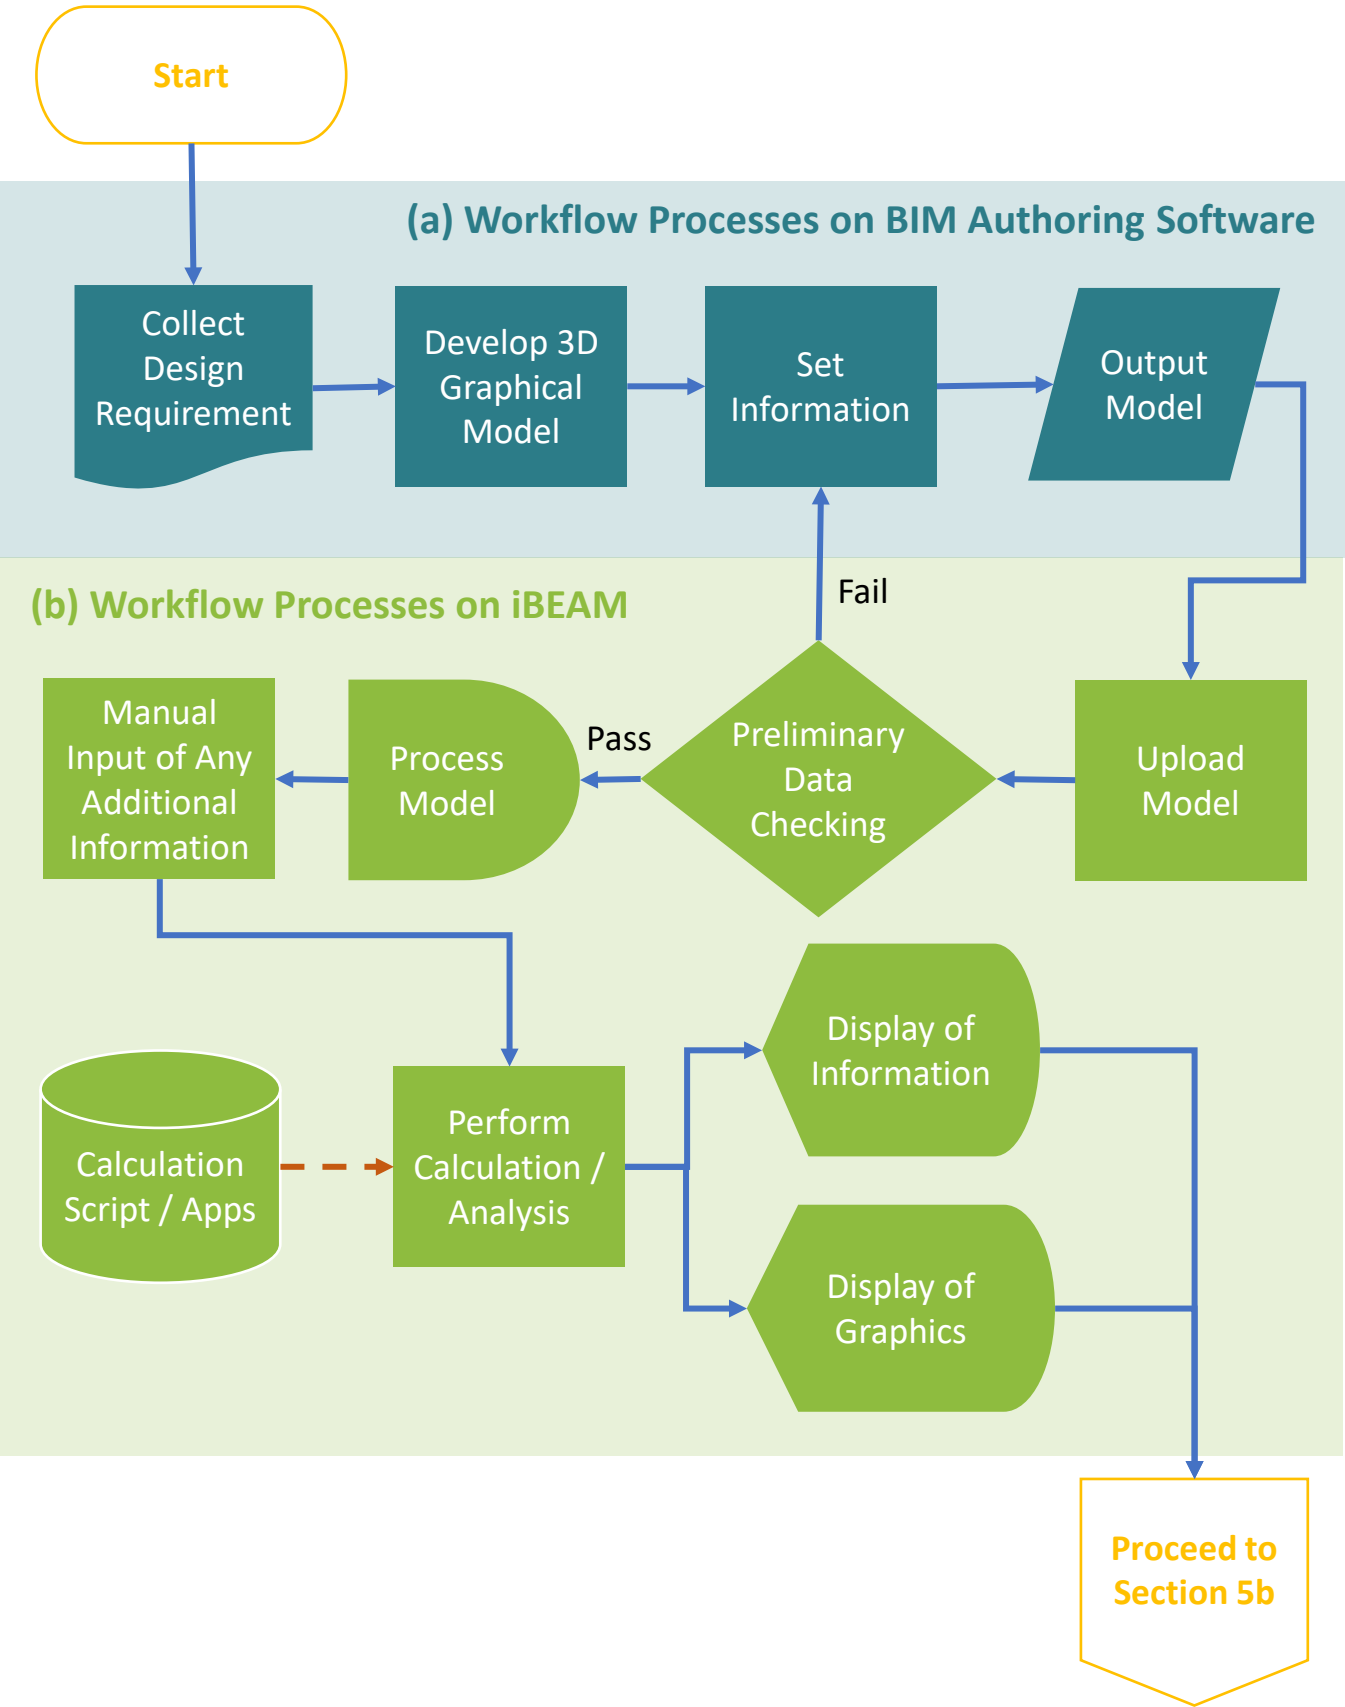 Start
(a) Workflow Processes on BIM Authoring Software
Collect
Design
Requirement
Develop 3D
Graphical
Model
Set
Information
Output
Model
Fail
(b) Workflow Processes on iBEAM
Manual
Input of Any
Additional
Information
Process
Model
Pass
Preliminary
Data
Checking
Upload
Model
Display of
Information
Calculation
Script / Apps
Perform
Calculation /
Analysis
Display of
Graphics
Proceed to
Section 5b